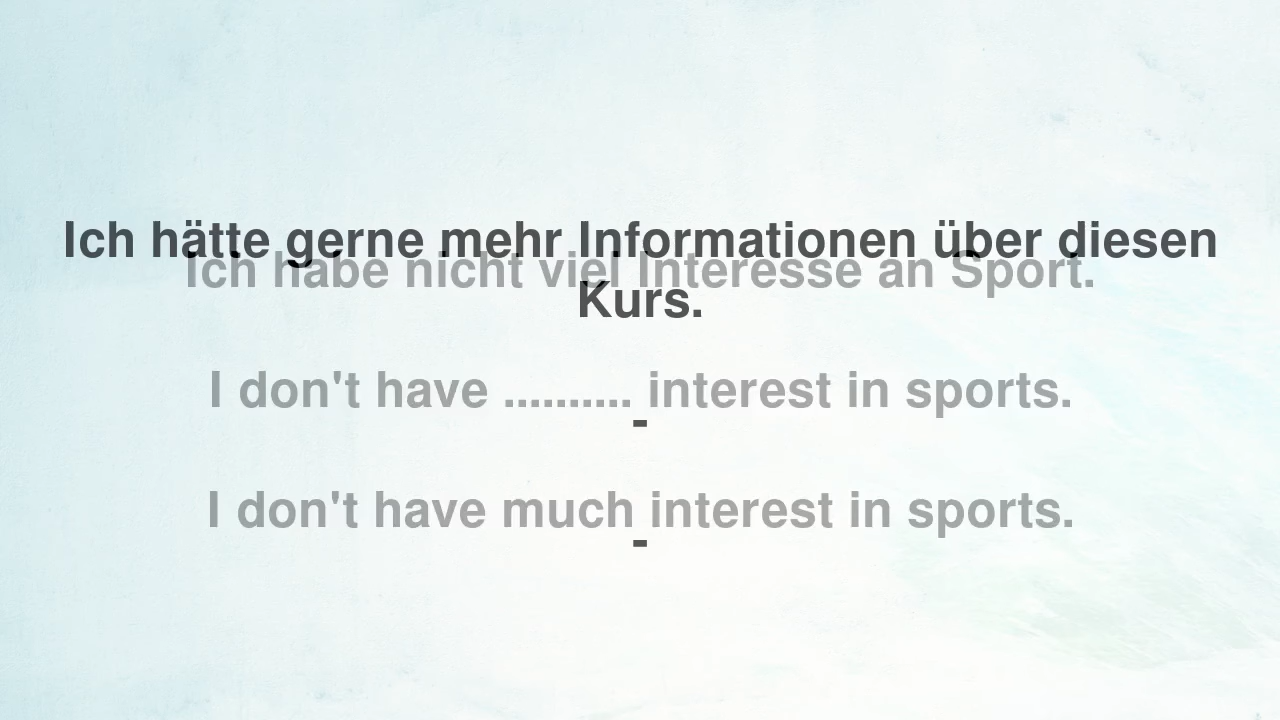 Ich hätte gerne mehr Informationen über diesen
Ich habe nicht viel Interesse an Sport.
Kurs.
I don't have .......... interest in sports.
-
I don't have much interest in sports.
-